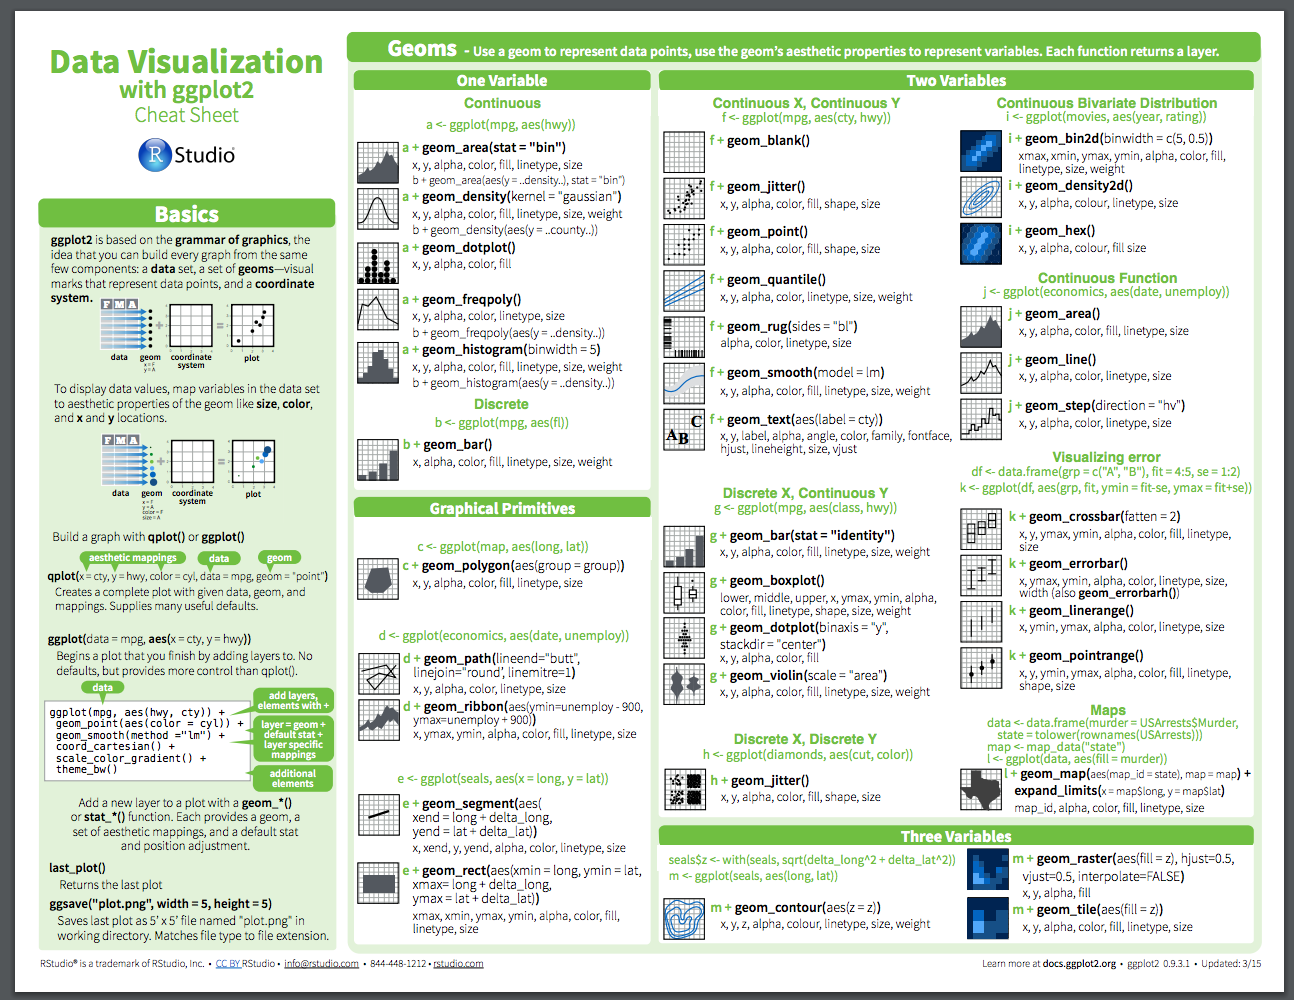 Data Visualization
with ggplot2
Cheat Sheet
R Studio®
Basics
ggplot2 is based on the grammar of graphics, the
idea that you can build every graph from the same
few components: a data set, a set of geoms—visual
marks that represent data points, and a coordinate
system.
F M A
data geom coordinate system plot
x = F
y = A
To display data values, map variables in the data set
to aesthetic properties of the geom like size, color,
and x and y locations.
F M A
data geom coordinate system plot
x = F
y = A
color = F
size = A
Build a graph with qplot() or ggplot()
aesthetic mappings data geom
qplot(x = cty, y = hwy, color = cyl, data = mpg, geom = "point")
Creates a complete plot with given data, geom, and
mappings. Supplies many useful defaults.
ggplot(data = mpg, aes(x = cty, y = hwy))
Begins a plot that you finish by adding layers to. No
defaults, but provides more control than qplot().
data
ggplot(mpg, aes(hwy, cty)) +
geom_point(aes(color = cyl)) +
geom_smooth(method ="lm") +
coord_cartesian() +
scale_color_gradient() +
theme_bw()
add layers,
elements with +
layer = geom +
default stat +
layer specific
mappings
additional
elements
Add a new layer to a plot with a geom_*()
or stat_*() function. Each provides a geom, a
set of aesthetic mappings, and a default stat
and position adjustment.
last_plot()
Returns the last plot
ggsave("plot.png", width = 5, height = 5)
Saves last plot as 5' x 5' file named "plot.png" in
working directory. Matches file type to file extension.
Geoms - Use a geom to represent data points, use the geom's aesthetic properties to represent variables. Each function returns a layer.
One Variable
Continuous
a <- ggplot(mpg, aes(hwy))
a + geom_area(stat = "bin")
x, y, alpha, color, fill, linetype, size
b + geom_area(aes(y = ..density..), stat = "bin")
a + geom_density(kernel = "gaussian")
x, y, alpha, color, fill, linetype, size, weight
b + geom_density(aes(y = ..county..))
a + geom_dotplot()
x, y, alpha, color, fill
a + geom_freqpoly()
x, y, alpha, color, linetype, size
b + geom_freqpoly(aes(y = ..density..))
a + geom_histogram(binwidth = 5)
x, y, alpha, color, fill, linetype, size, weight
b + geom_histogram(aes(y = ..density..))
Discrete
b <- ggplot(mpg, aes(fl))
b + geom_bar()
x, alpha, color, fill, linetype, size, weight
Graphical Primitives
c <- ggplot(map, aes(long, lat))
c + geom_polygon(aes(group = group))
x, y, alpha, color, fill, linetype, size
d <- ggplot(economics, aes(date, unemploy))
d + geom_path(lineend="butt",
linejoin="round', linemitre=1)
x, y, alpha, color, linetype, size
d + geom_ribbon(aes(ymin=unemploy - 900,
ymax=unemploy + 900))
x, ymax, ymin, alpha, color, fill, linetype, size
e <- ggplot(seals, aes(x = long, y = lat))
e + geom_segment(aes(
xend = long + delta_long,
yend = lat + delta_lat))
x, xend, y, yend, alpha, color, linetype, size
e + geom_rect(aes(xmin = long, ymin = lat,
xmax= long + delta_long,
ymax = lat + delta_lat))
xmax, xmin, ymax, ymin, alpha, color, fill,
linetype, size
Two Variables
Continuous X, Continuous Y
f <- ggplot(mpg, aes(cty, hwy))
f + geom_blank()
f + geom_jitter()
x, y, alpha, color, fill, shape, size
f + geom_point()
x, y, alpha, color, fill, shape, size
f + geom_quantile()
x, y, alpha, color, linetype, size, weight
f + geom_rug(sides = "bl")
alpha, color, linetype, size
f + geom_smooth(model = lm)
x, y, alpha, color, fill, linetype, size, weight
A B C
f + geom_text(aes(label = cty))
x, y, label, alpha, angle, color, family, fontface,
hjust, lineheight, size, vjust
Discrete X, Continuous Y
g <- ggplot(mpg, aes(class, hwy))
g + geom_bar(stat = "identity")
x, y, alpha, color, fill, linetype, size, weight
g + geom_boxplot()
lower, middle, upper, x, ymax, ymin, alpha,
color, fill, linetype, shape, size, weight
g + geom_dotplot(binaxis = "y",
stackdir = "center")
x, y, alpha, color, fill
g + geom_violin(scale = "area")
x, y, alpha, color, fill, linetype, size, weight
Discrete X, Discrete Y
h <- ggplot(diamonds, aes(cut, color))
h + geom_jitter()
x, y, alpha, color, fill, shape, size
Continuous Bivariate Distribution
i <- ggplot(movies, aes(year, rating))
i + geom_bin2d(binwidth = c(5, 0.5))
xmax, xmin, ymax, ymin, alpha, color, fill,
linetype, size, weight
i + geom_density2d()
x, y, alpha, colour, linetype, size
i + geom_hex()
x, y, alpha, colour, fill size
Continuous Function
j <- ggplot(economics, aes(date, unemploy))
j + geom_area()
x, y, alpha, color, fill, linetype, size
j + geom_line()
x, y, alpha, color, linetype, size
j + geom_step(direction = "hv")
x, y, alpha, color, linetype, size
Visualizing error
df <- data.frame(grp = c("A", "B"), fit = 4:5, se = 1:2)
k <- ggplot(df, aes(grp, fit, ymin = fit-se, ymax = fit+se))
k + geom_crossbar(fatten = 2)
x, y, ymax, ymin, alpha, color, fill, linetype,
size
k + geom_errorbar()
x, ymax, ymin, alpha, color, linetype, size,
width (also geom_errorbarh())
k + geom_linerange()
x, ymin, ymax, alpha, color, linetype, size
k + geom_pointrange()
x, y, ymin, ymax, alpha, color, fill, linetype,
shape, size
Maps
data <- data.frame(murder = USArrests$Murder,
state = tolower(rownames(USArrests)))
map <- map_data("state")
l <- ggplot(data, aes(fill = murder))
l + geom_map(aes(map_id = state), map = map) +
expand_limits(x = map$long, y = map$lat)
map_id, alpha, color, fill, linetype, size
Three Variables
seals$z <- with(seals, sqrt(delta_long^2 + delta_lat^2))
m <- ggplot(seals, aes(long, lat))
m + geom_contour(aes(z = z))
x, y, z, alpha, colour, linetype, size, weight
m + geom_raster(aes(fill = z), hjust=0.5,
vjust=0.5, interpolate=FALSE)
x, y, alpha, fill
m + geom_tile(aes(fill = z))
x, y, alpha, color, fill, linetype, size
RStudio® is a trademark of RStudio, Inc. • CC BY RStudio • info@rstudio.com • 844-448-1212 • rstudio.com
Learn more at docs.ggplot2.org • ggplot2 0.9.3.1 • Updated: 3/15